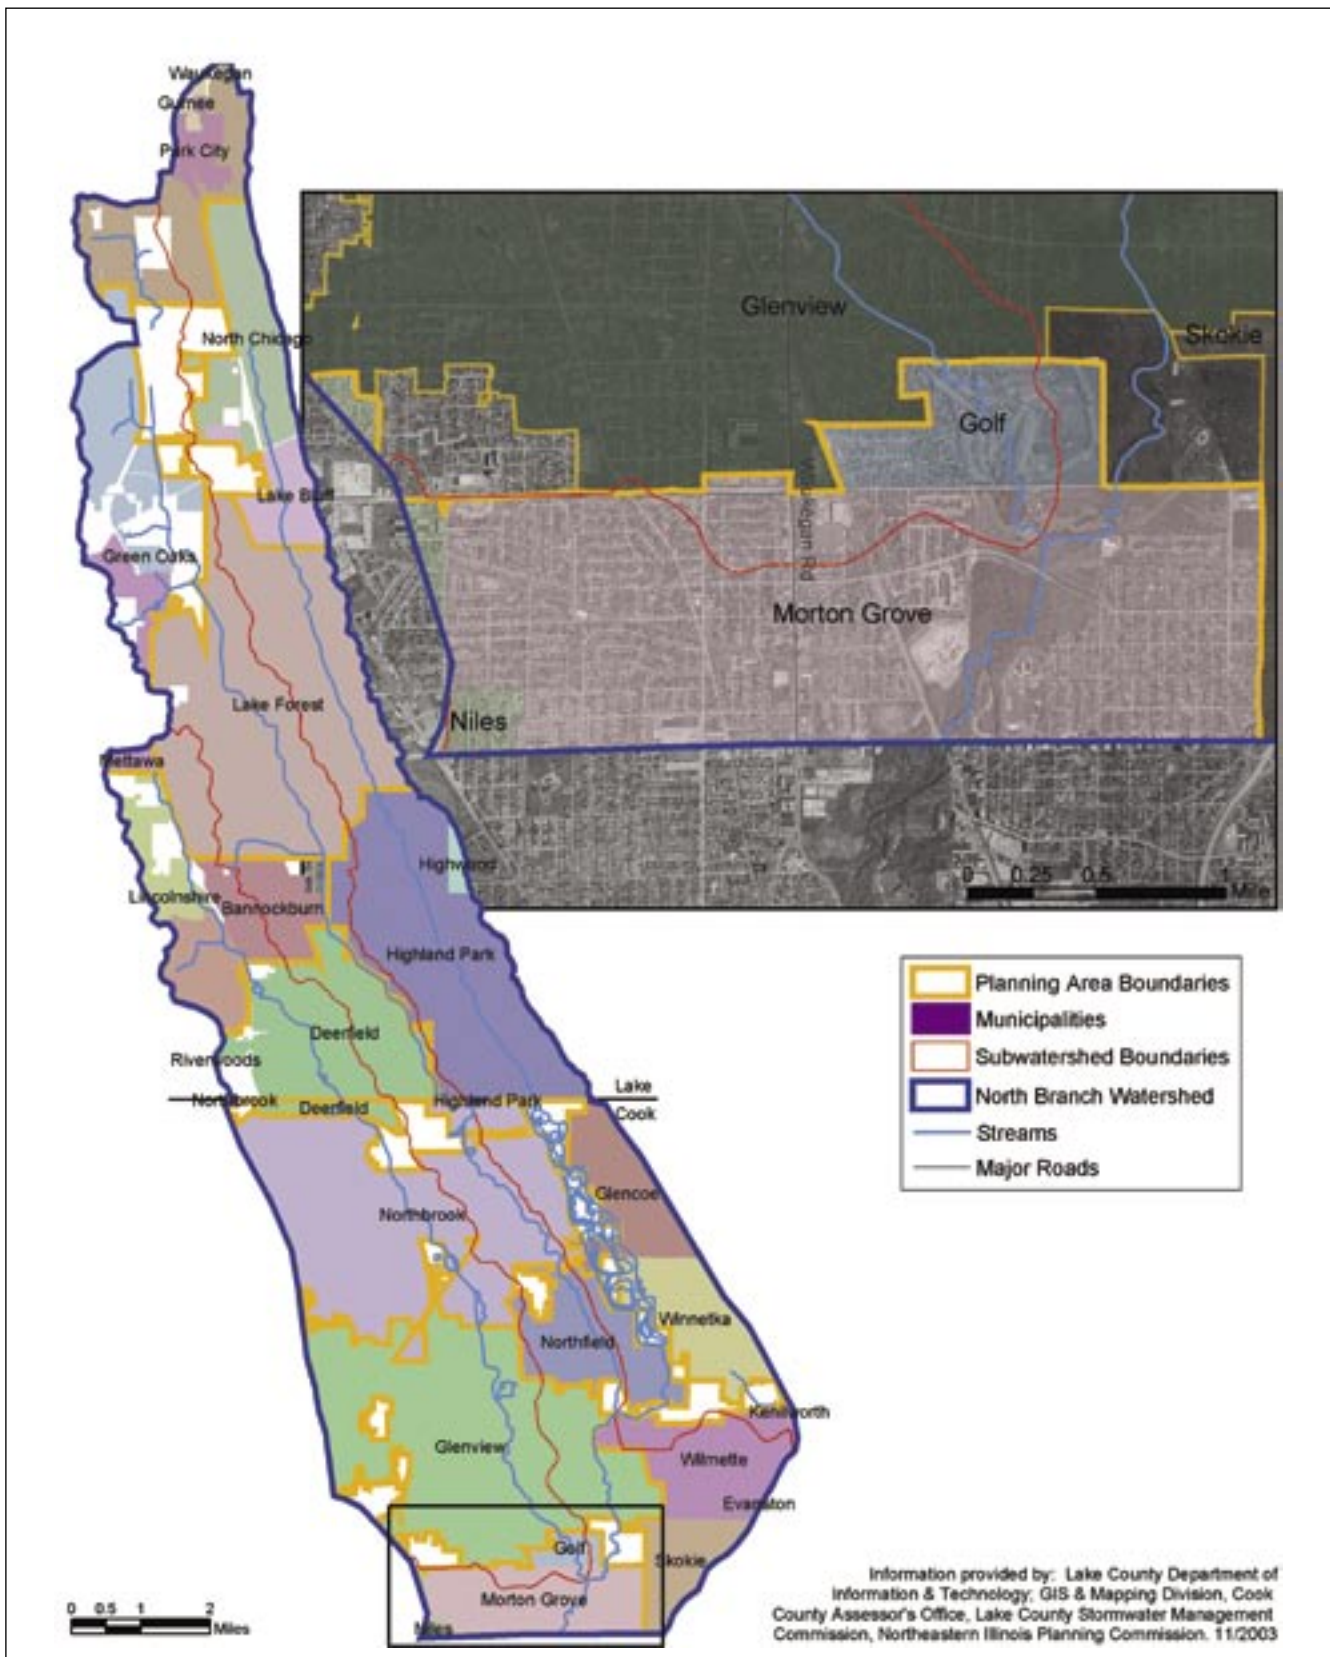 Waukegan
Gurnee
Park City
North Chicago
Lake Bluff
Green Oaks
Lake Forest
Mettawa
Highwood
Lincolnshire
Bannockburn
Highland Park
Deerfield
Riverwoods
Northbrook
Deerfield
Highland Park
Lake
Cook
Glencoe
Northbrook
Winnetka
Northfield
Kenilworth
Glenview
Wilmette
Evanston
Golf
Skokie
Morton Grove
Niles
Glenview
Skokie
Golf
Waukegan Rd
Morton Grove
Niles
0 0.25 0.5 1
Mile
Planning Area Boundaries
Municipalities
Subwatershed Boundaries
North Branch Watershed
Streams
Major Roads
0 0.5 1 2
Miles
Information provided by: Lake County Department of
Information & Technology; GIS & Mapping Division, Cook
County Assessor's Office, Lake County Stormwater Management
Commission, Northeastern Illinois Planning Commission. 11/2003